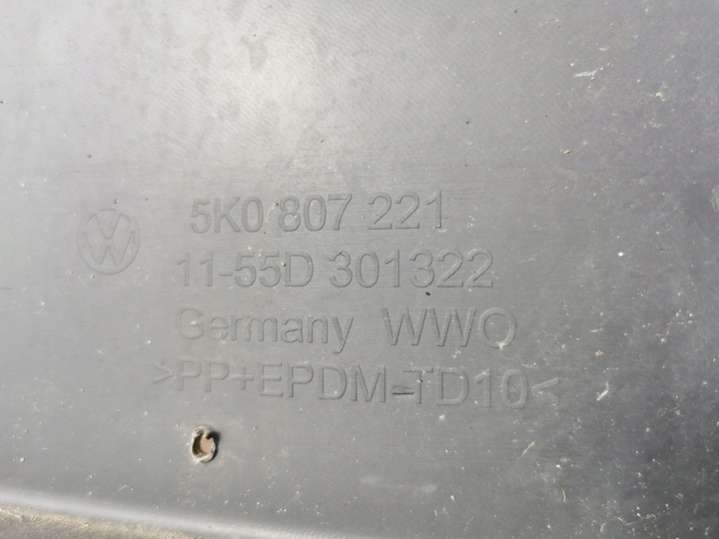 5K0 807 221
11-55D 301322
Germany WWO
>PP+EPDM-TD10<